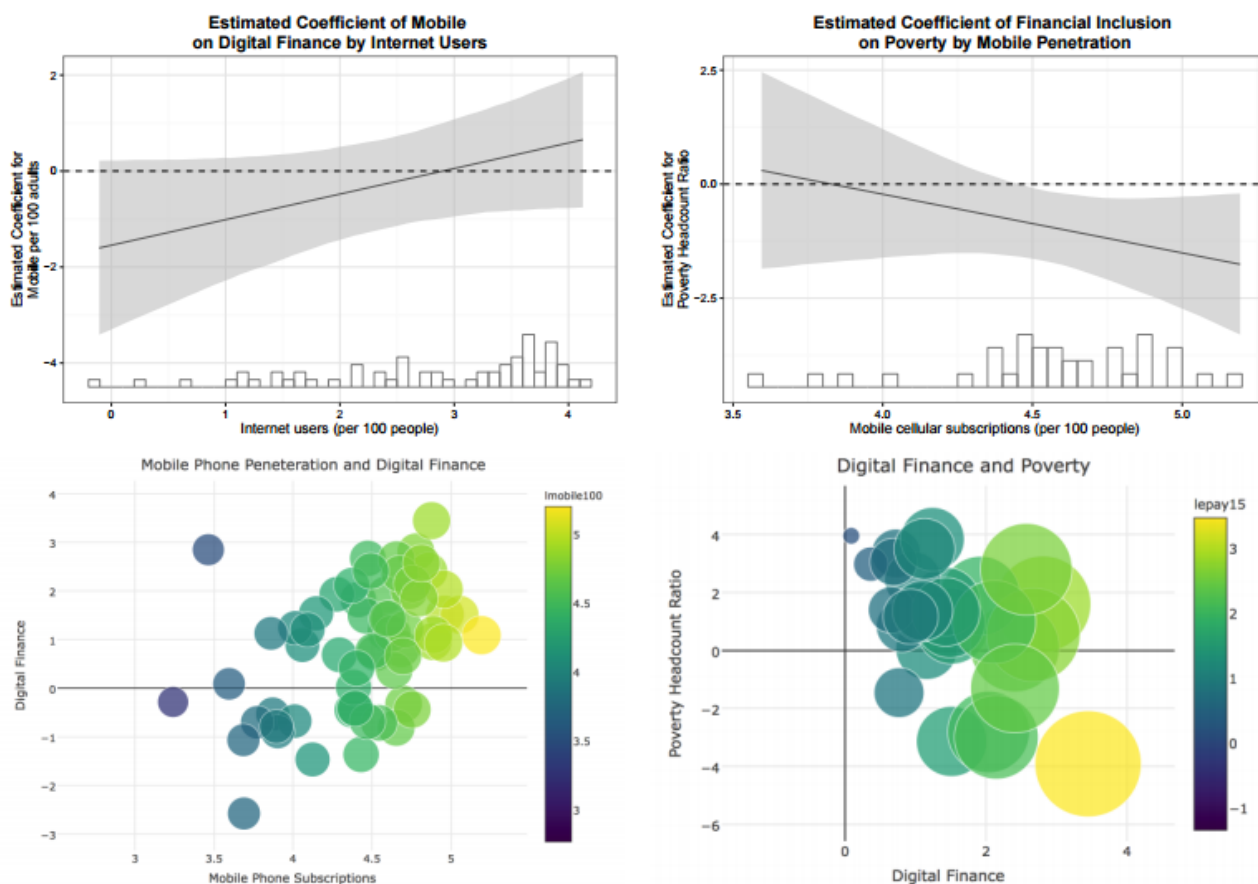 Estimated Coefficient of Mobile
on Digital Finance by Internet Users
Estimated Coefficient for
Mobile per 100 adults
2
0
−2
−4
0
1
2
3
4
Internet users (per 100 people)
Estimated Coefficient of Financial Inclusion
on Poverty by Mobile Penetration
Estimated Coefficient for
Poverty Headcount Ratio
2.5
0.0
−2.5
3.5
4.0
4.5
5.0
Mobile cellular subscriptions (per 100 people)
Mobile Phone Peneteration and Digital Finance
Digital Finance
4
3
2
1
0
−1
−2
−3
3
3.5
4
4.5
5
Mobile Phone Subscriptions
lmobile100
5
4.5
4
3.5
3
Digital Finance and Poverty
Poverty Headcount Ratio
4
2
0
−2
−4
−6
0
2
4
Digital Finance
lepay15
3
2
1
0
−1